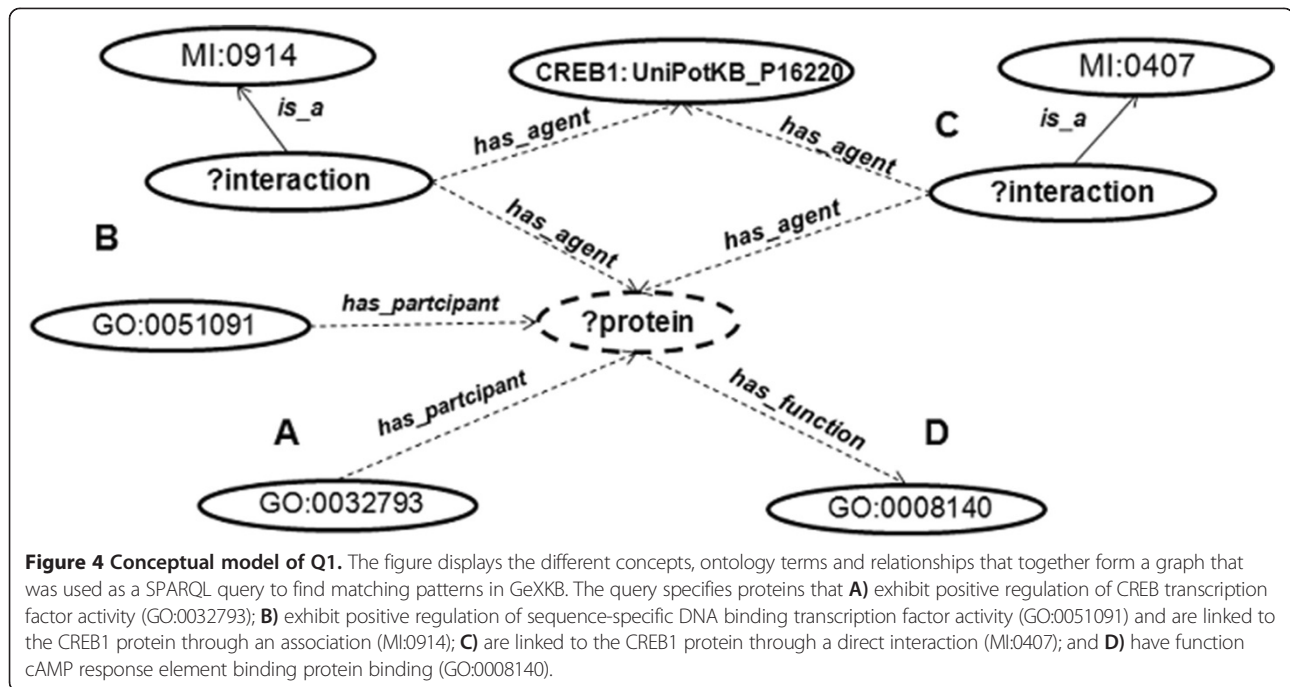 MI:0914
CREB1: UniPotKB_P16220
MI:0407
is_a
has_agent
has_agent
C
is_a
?interaction
?interaction
has_agent
has_agent
B
GO:0051091
has_partcipant
?protein
has_partcipant
has_function
A
D
GO:0032793
GO:0008140
Figure 4 Conceptual model of Q1. The figure displays the different concepts, ontology terms and relationships that together form a graph that
was used as a SPARQL query to find matching patterns in GeXKB. The query specifies proteins that A) exhibit positive regulation of CREB transcription
factor activity (GO:0032793); B) exhibit positive regulation of sequence-specific DNA binding transcription factor activity (GO:0051091) and are linked to
the CREB1 protein through an association (MI:0914); C) are linked to the CREB1 protein through a direct interaction (MI:0407); and D) have function
cAMP response element binding protein binding (GO:0008140).